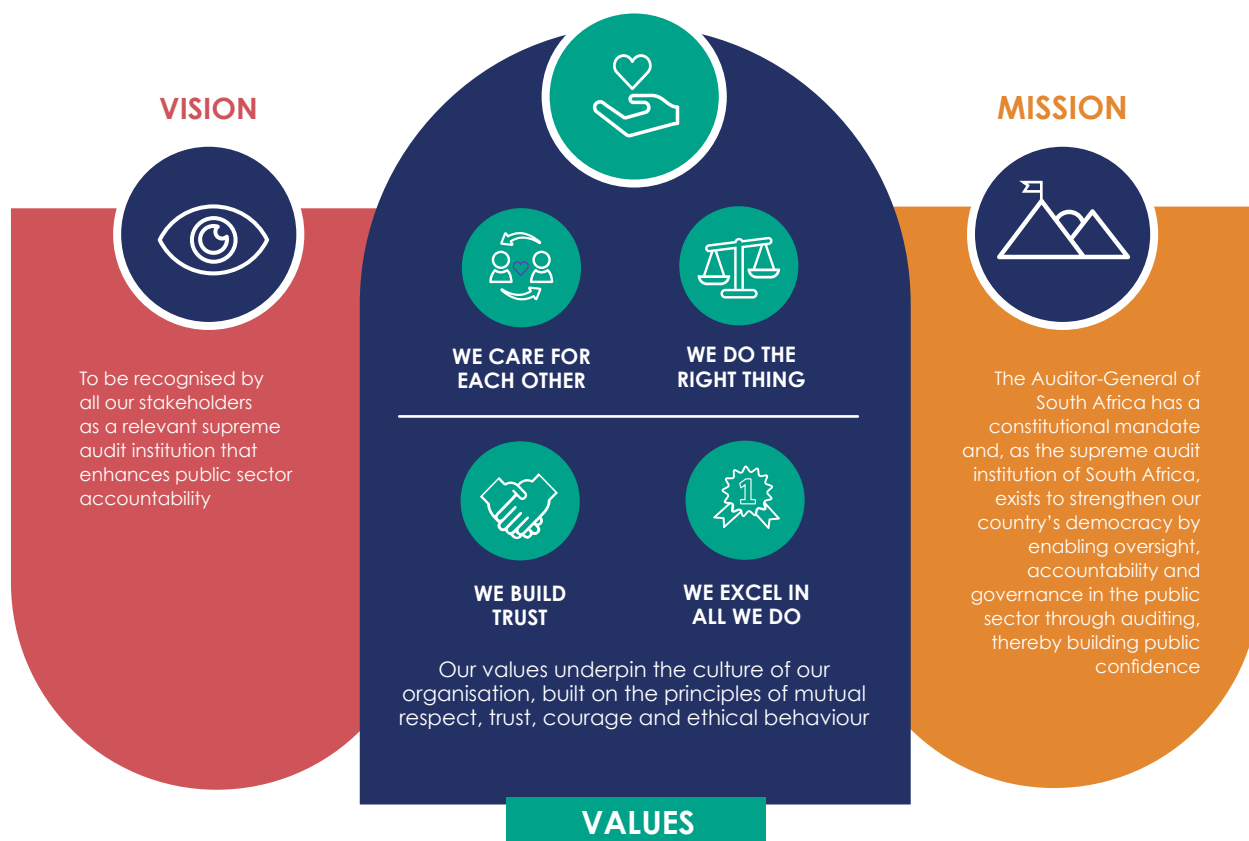 VISION
To be recognised by
all our stakeholders
as a relevant supreme
audit institution that
enhances public sector
accountability
WE CARE FOR
EACH OTHER
WE DO THE
RIGHT THING
WE BUILD
TRUST
1
WE EXCEL IN
ALL WE DO
Our values underpin the culture of our
organisation, built on the principles of mutual
respect, trust, courage and ethical behaviour
VALUES
MISSION
The Auditor-General of
South Africa has a
constitutional mandate
and, as the supreme audit
institution of South Africa,
exists to strengthen our
country’s democracy by
enabling oversight,
accountability and
governance in the public
sector through auditing,
thereby building public
confidence